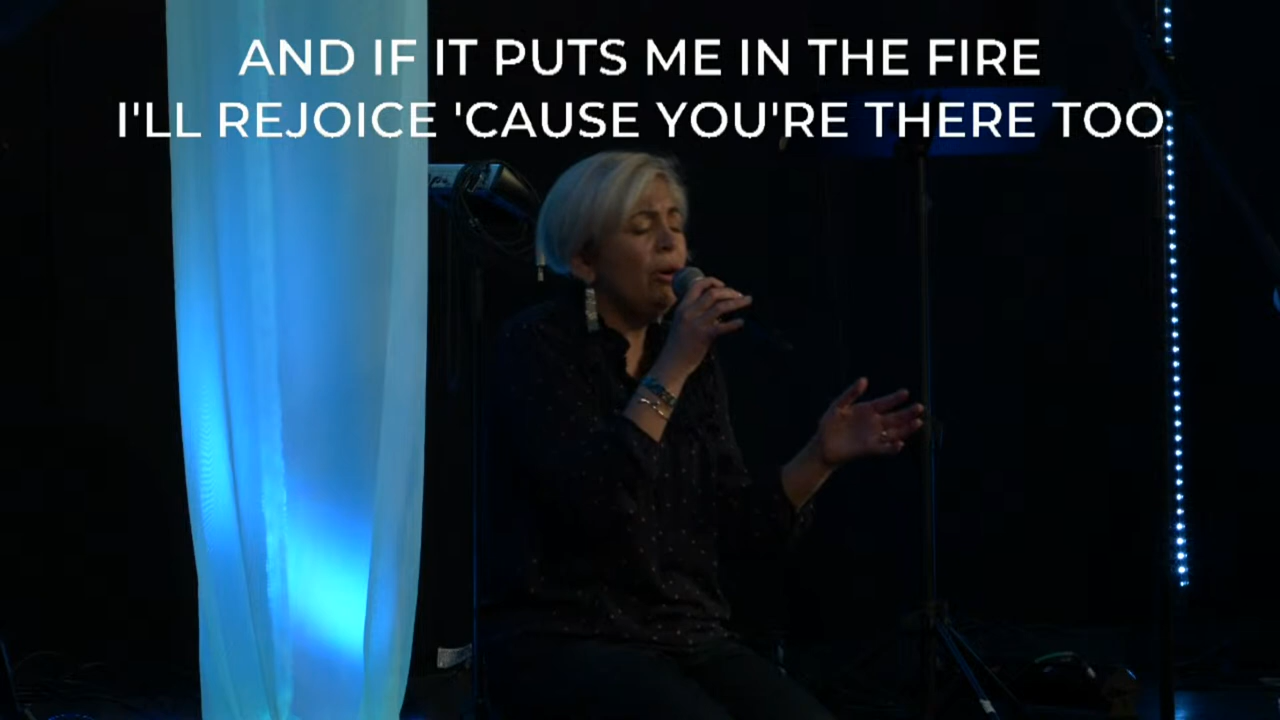 AND IF IT PUTS ME IN THE FIRE
I'LL REJOICE 'CAUSE YOU'RE THERE TOO